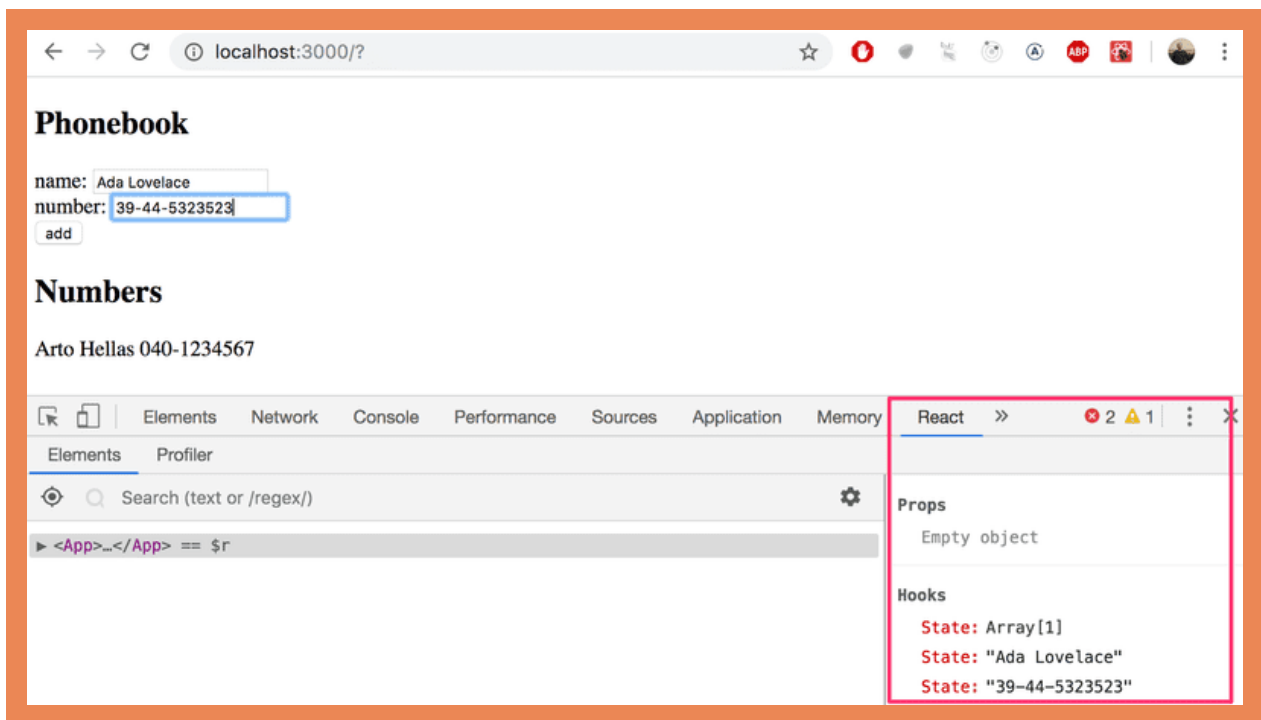 localhost:3000/?
ABP
Phonebook
name: Ada Lovelace
number: 39-44-5323523
add
Numbers
Arto Hellas 040-1234567
Elements Network Console Performance Sources Application Memory React » 2 1
Elements Profiler
Search (text or /regex/)
▶ <App>…</App> == $r
Props
Empty object
Hooks
State: Array[1]
State: "Ada Lovelace"
State: "39-44-5323523"